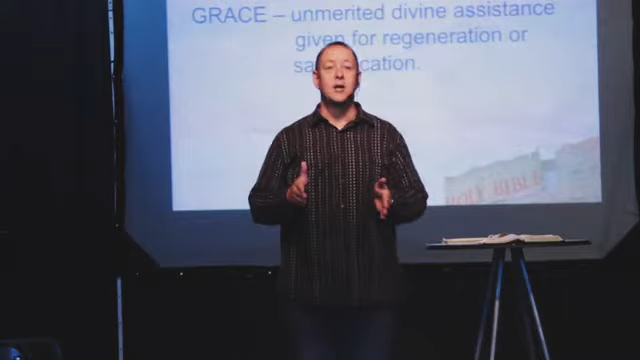 GRACE – unmerited divine assistance
given for regeneration or
HOLY BIBLE